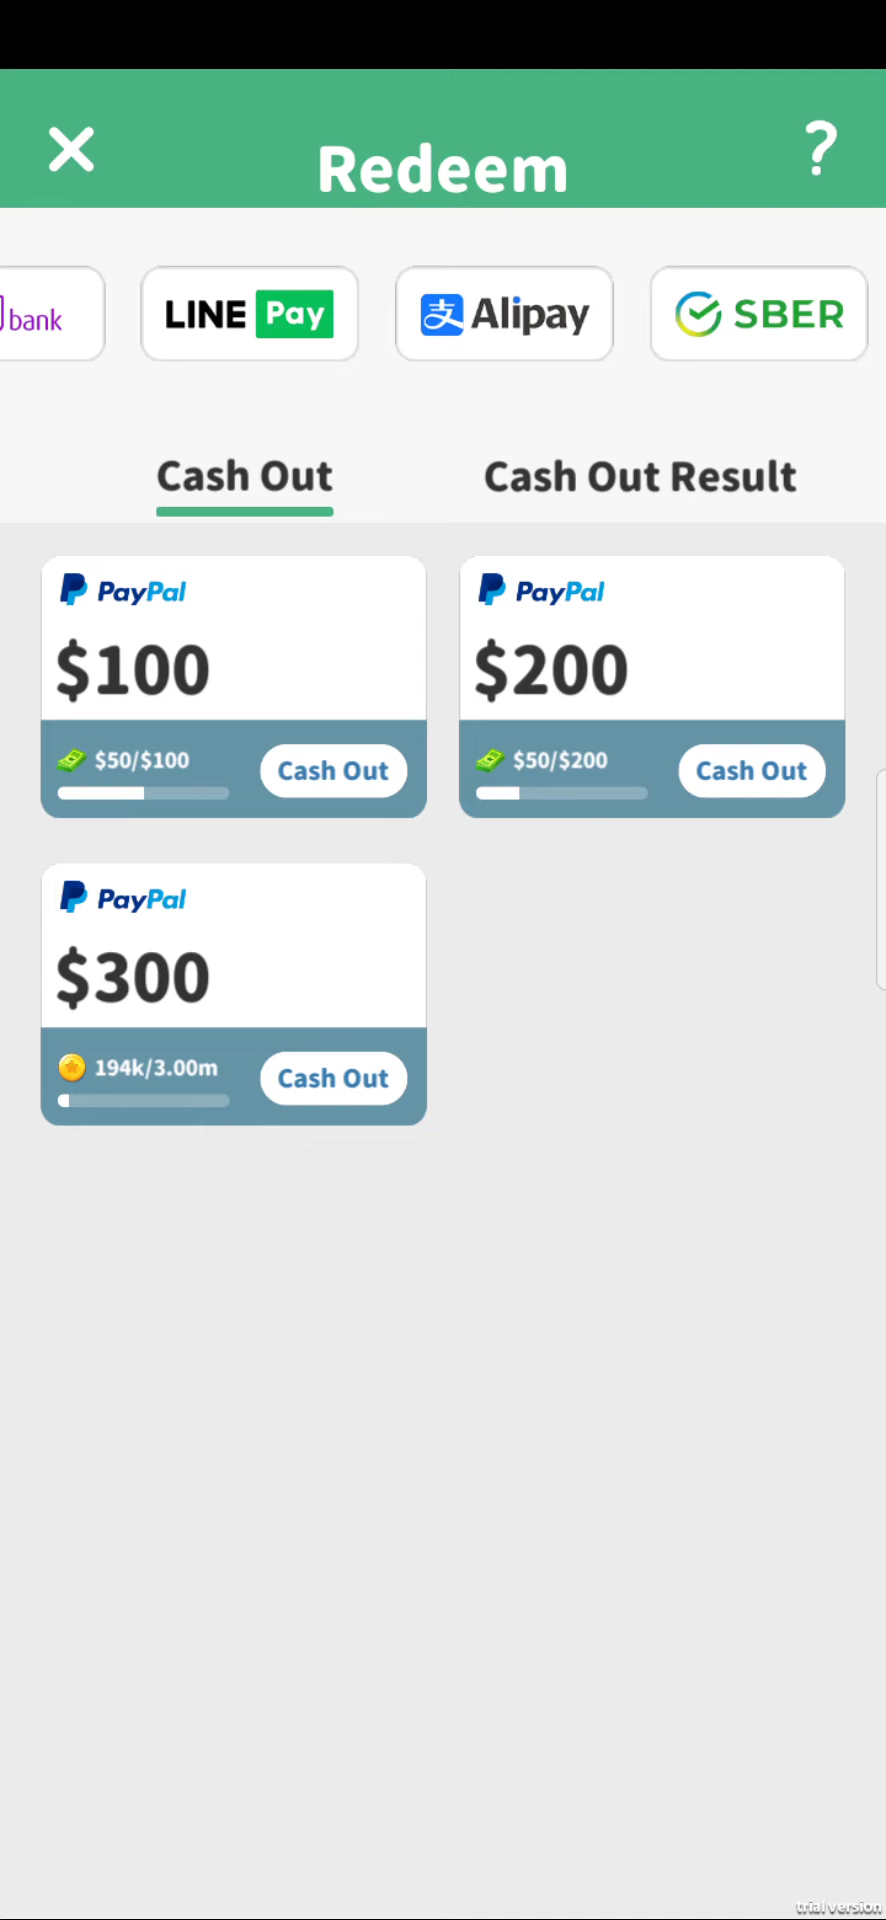 Redeem
?
bank
LINE Pay
支 Alipay
SBER
Cash Out
Cash Out Result
PayPal
$100
$50/$100
Cash Out
PayPal
$200
$50/$200
Cash Out
PayPal
$300
194k/3.00m
Cash Out
trial version